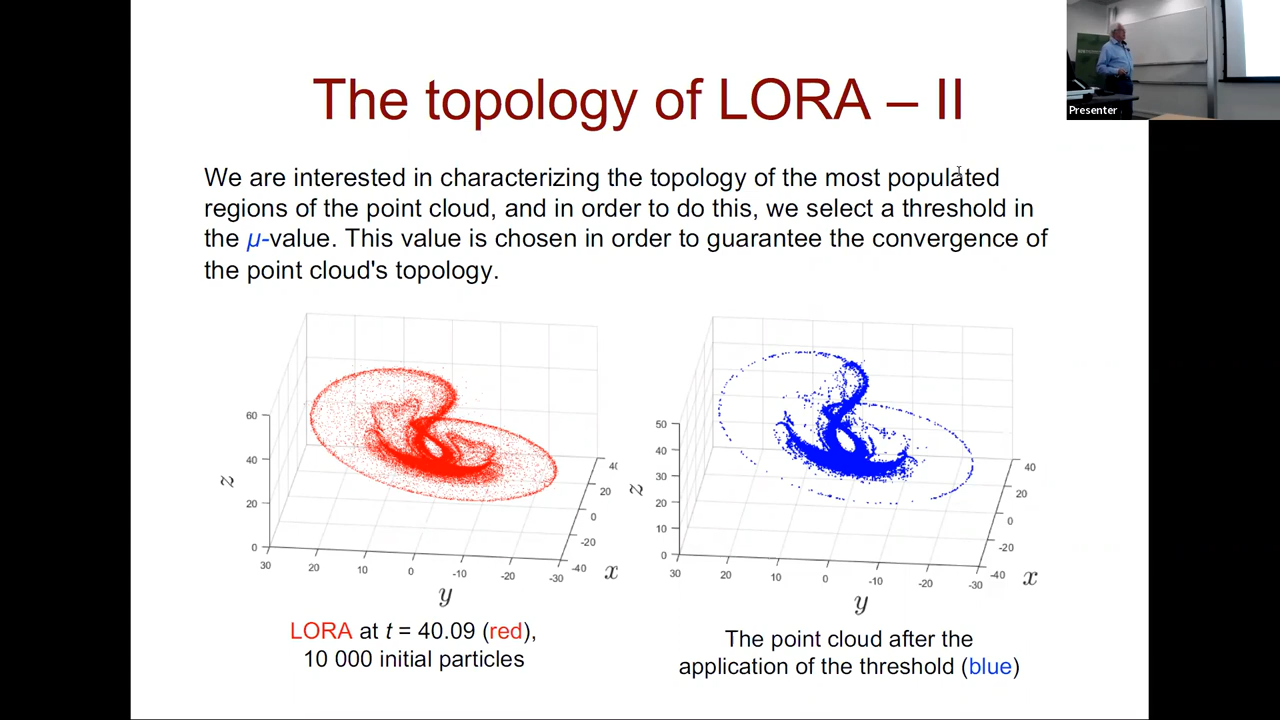 The topology of LORA – II
Presenter
We are interested in characterizing the topology of the most populated
regions of the point cloud, and in order to do this, we select a threshold in
the μ-value. This value is chosen in order to guarantee the convergence of
the point cloud's topology.
60
40
20
0
z
30
20
10
0
-10
-20
-30
y
40
20
0
-20
-40
x
50
40
30
20
10
0
z
30
20
10
0
-10
-20
-30
y
40
20
0
-20
-40
x
LORA at t = 40.09 (red),
10 000 initial particles
The point cloud after the
application of the threshold (blue)